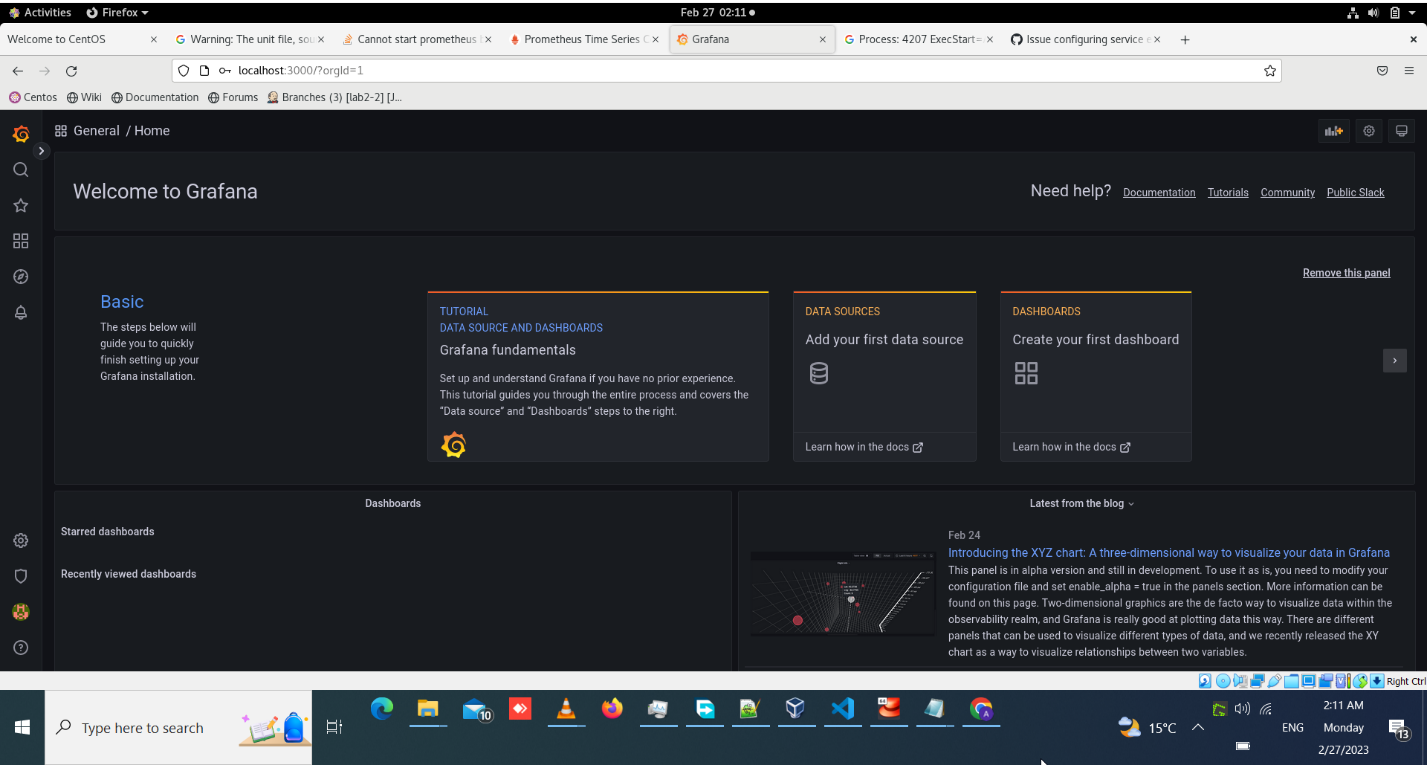 Activities Firefox Feb 27 02:11
Welcome to CentOS × Warning: The unit file, sou × Cannot start prometheus × Prometheus Time Series C × Grafana × Process: 4207 ExecStart= × Issue configuring service × +
localhost:3000/?orgId=1
Centos Wiki Documentation Forums Branches (3) [lab2-2] [J...
General / Home
Welcome to Grafana
Need help? Documentation Tutorials Community Public Slack
Remove this panel
Basic
The steps below will
guide you to quickly
finish setting up your
Grafana installation.
TUTORIAL
DATA SOURCE AND DASHBOARDS
Grafana fundamentals
Set up and understand Grafana if you have no prior experience.
This tutorial guides you through the entire process and covers the
“Data source” and “Dashboards” steps to the right.
DATA SOURCES
Add your first data source
Learn how in the docs
DASHBOARDS
Create your first dashboard
Learn how in the docs
Dashboards
Starred dashboards
Recently viewed dashboards
Latest from the blog
Feb 24
Introducing the XYZ chart: A three-dimensional way to visualize your data in Grafana
This panel is in alpha version and still in development. To use it as is, you need to modify your
configuration file and set enable_alpha = true in the panels section. More information can be
found on this page. Two-dimensional graphics are the de facto way to visualize data within the
observability realm, and Grafana is really good at plotting data this way. There are different
panels that can be used to visualize different types of data, and we recently released the XY
chart as a way to visualize relationships between two variables.
Right Ctrl
Type here to search
10
15°C
ENG
2:11 AM
Monday
2/27/2023
13